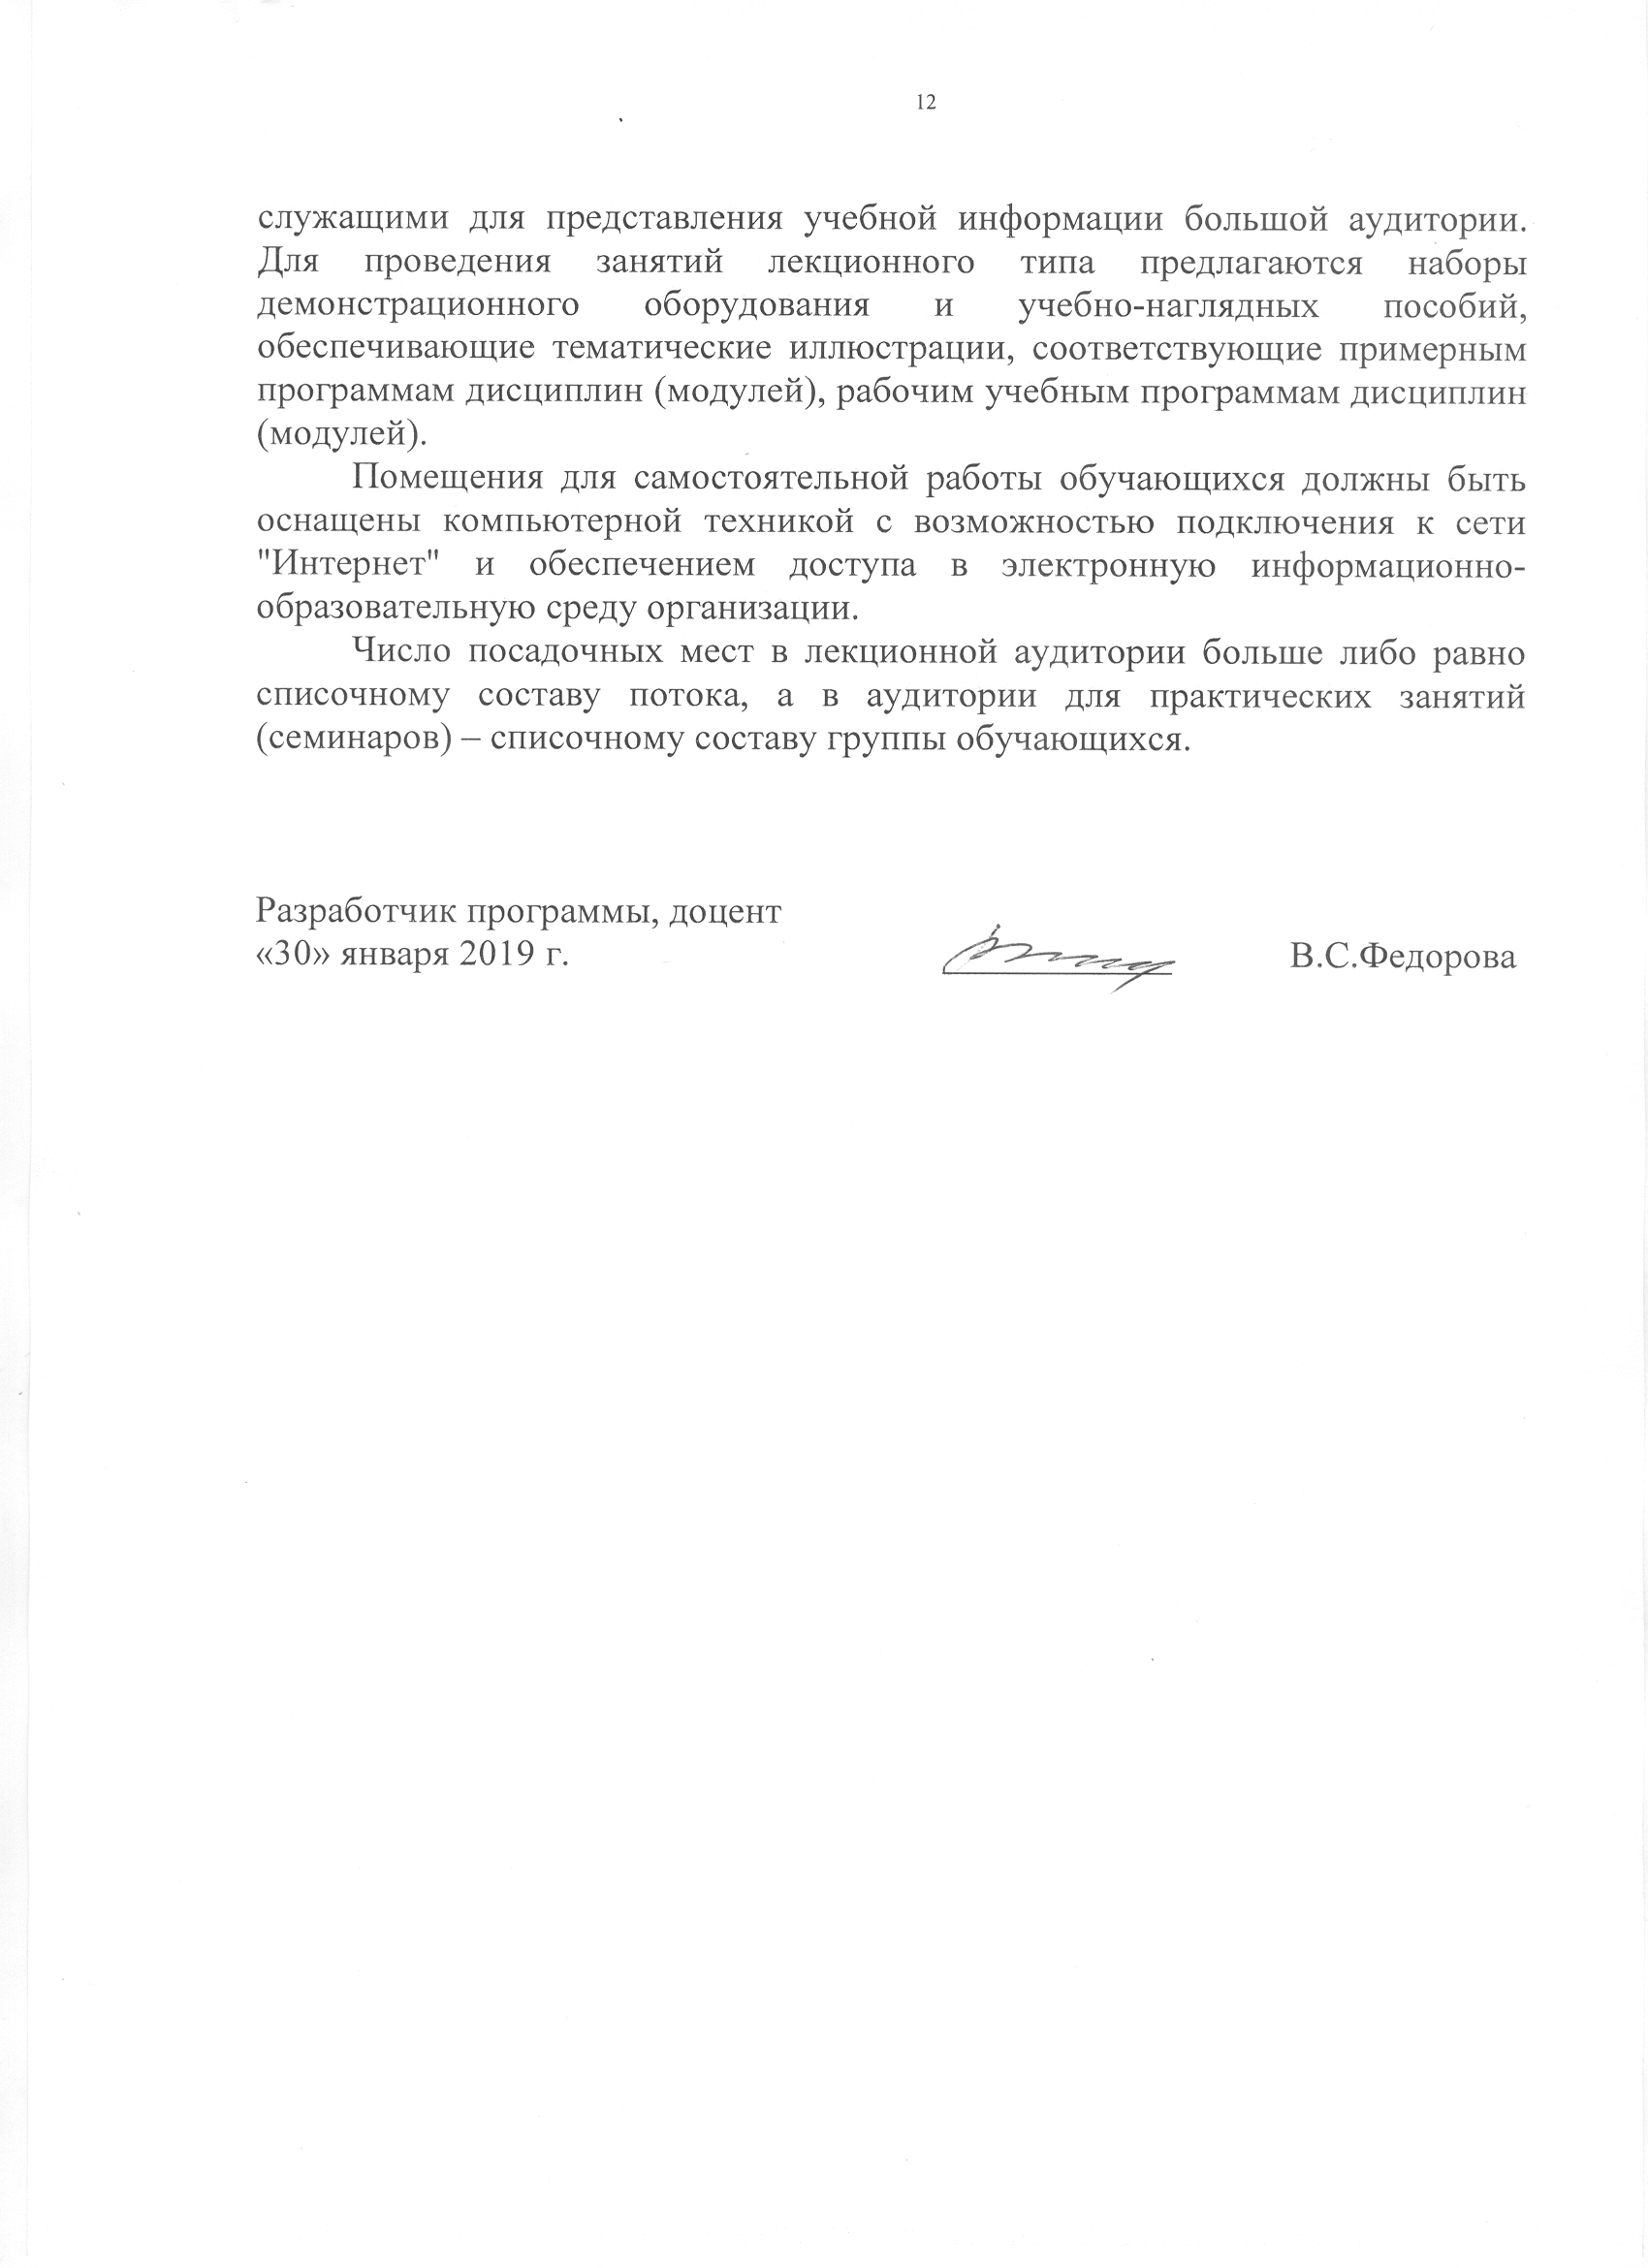 12
служащими для представления учебной информации большой аудитории.
Для проведения занятий лекционного типа предлагаются наборы
демонстрационного оборудования и учебно-наглядных пособий,
обеспечивающие тематические иллюстрации, соответствующие примерным
программам дисциплин (модулей), рабочим учебным программам дисциплин
(модулей).
Помещения для самостоятельной работы обучающихся должны быть
оснащены компьютерной техникой с возможностью подключения к сети
"Интернет" и обеспечением доступа в электронную информационно-
образовательную среду организации.
Число посадочных мест в лекционной аудитории больше либо равно
списочному составу потока, а в аудитории для практических занятий
(семинаров) – списочному составу группы обучающихся.
Разработчик программы, доцент
«30» января 2019 г. В.С.Федорова